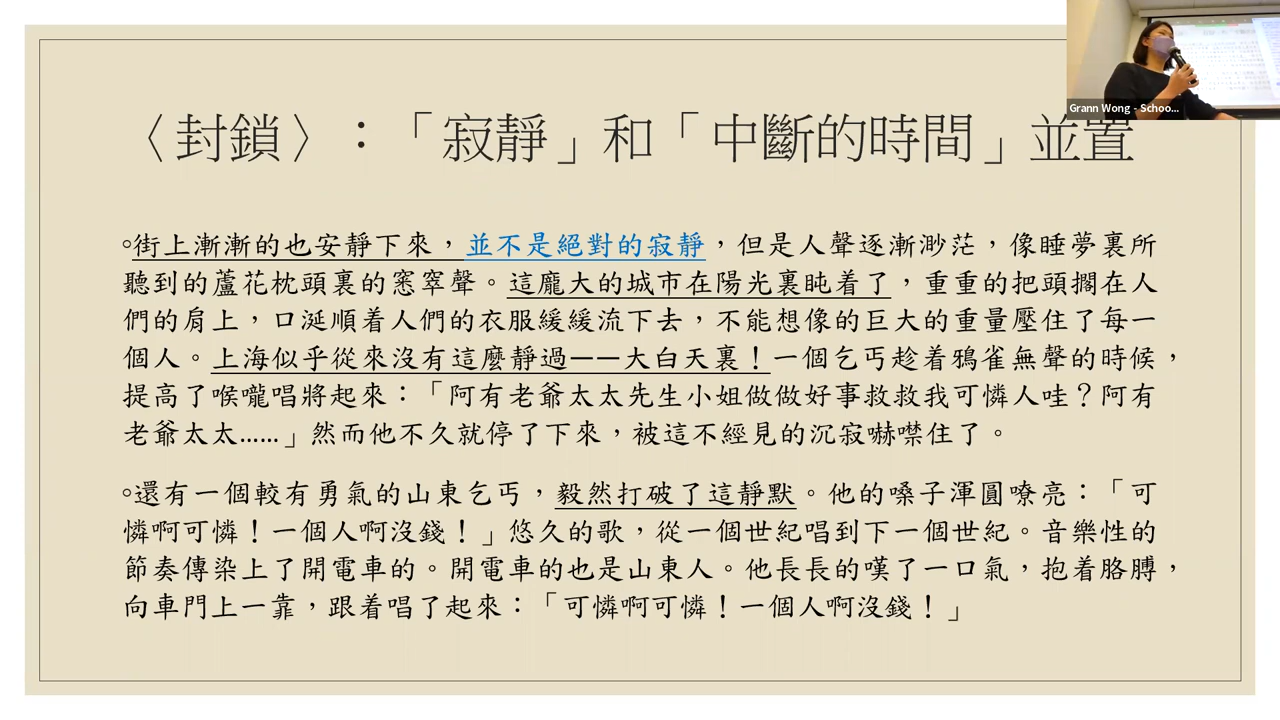 〈封鎖〉：「寂靜」和「中斷的時間」並置
Grann Wong - Schoo...
◦街上漸漸的也安靜下來，並不是絕對的寂靜，但是人聲逐漸渺茫，像睡夢裏所
聽到的蘆花枕頭裏的窸窣聲。這龐大的城市在陽光裏盹着了，重重的把頭擱在人
們的肩上，口涎順着人們的衣服緩緩流下去，不能想像的巨大的重量壓住了每一
個人。上海似乎從來沒有這麼靜過——大白天裏！一個乞丐趁着鴉雀無聲的時候，
提高了喉嚨唱將起來：「阿有老爺太太先生小姐做做好事救救我可憐人哇？阿有
老爺太太……」然而他不久就停了下來，被這不經見的沉寂嚇噤住了。
◦還有一個較有勇氣的山東乞丐，毅然打破了這靜默。他的嗓子渾圓嘹亮：「可
憐啊可憐！一個人啊沒錢！」悠久的歌，從一個世紀唱到下一個世紀。音樂性的
節奏傳染上了開電車的。開電車的也是山東人。他長長的嘆了一口氣，抱着胳膊，
向車門上一靠，跟着唱了起來：「可憐啊可憐！一個人啊沒錢！」